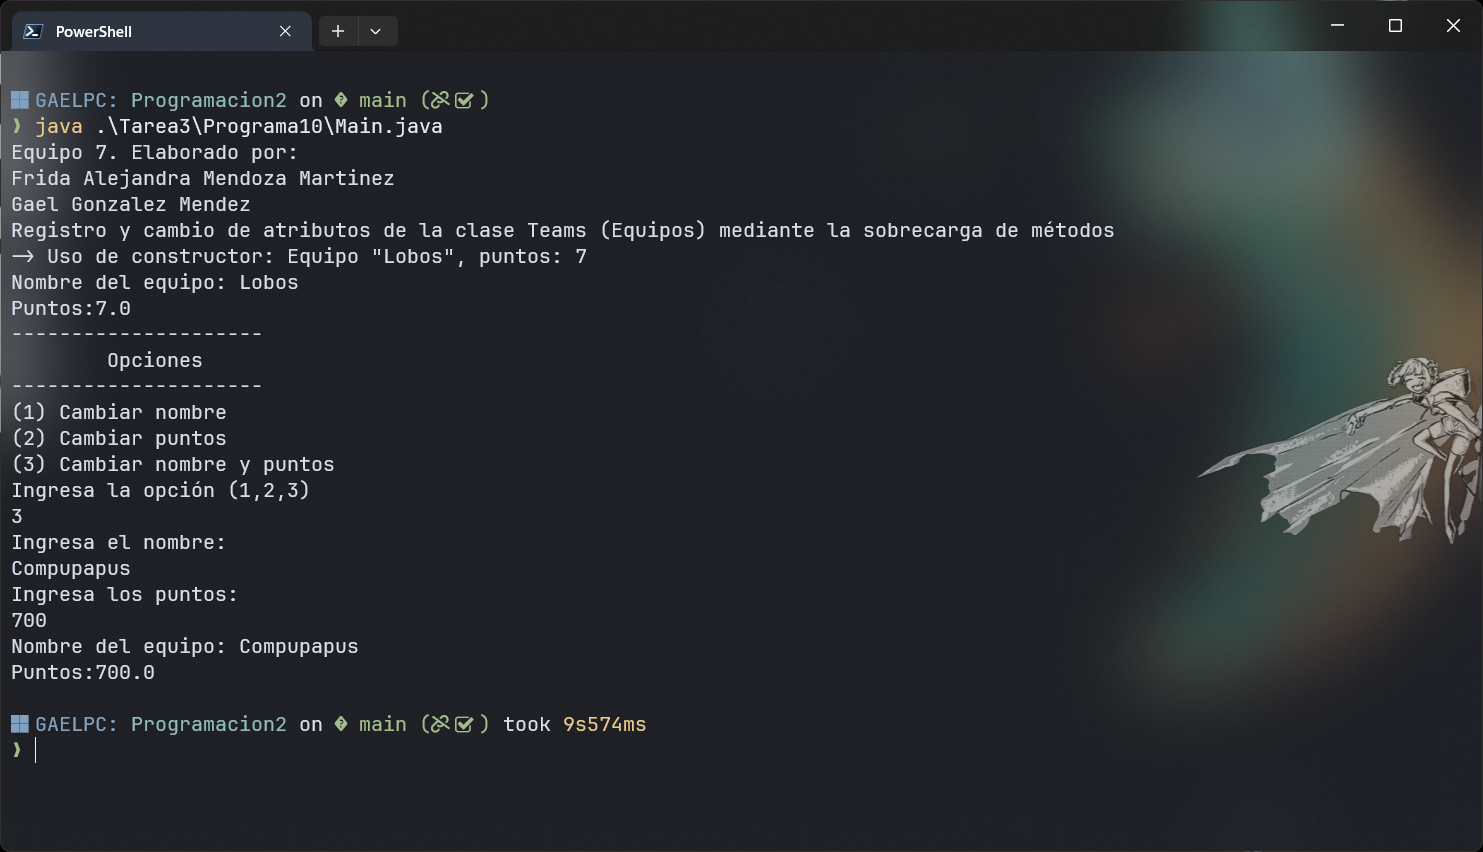 PowerShell
GAELPC: Programacion2 on main ( )
java .\Tarea3\Programa10\Main.java
Equipo 7. Elaborado por:
Frida Alejandra Mendoza Martinez
Gael Gonzalez Mendez
Registro y cambio de atributos de la clase Teams (Equipos) mediante la sobrecarga de métodos
—> Uso de constructor: Equipo "Lobos", puntos: 7
Nombre del equipo: Lobos
Puntos:7.0
---------------------
Opciones
---------------------
(1) Cambiar nombre
(2) Cambiar puntos
(3) Cambiar nombre y puntos
Ingresa la opción (1,2,3)
3
Ingresa el nombre:
Compupapus
Ingresa los puntos:
700
Nombre del equipo: Compupapus
Puntos:700.0
GAELPC: Programacion2 on main ( ) took 9s574ms